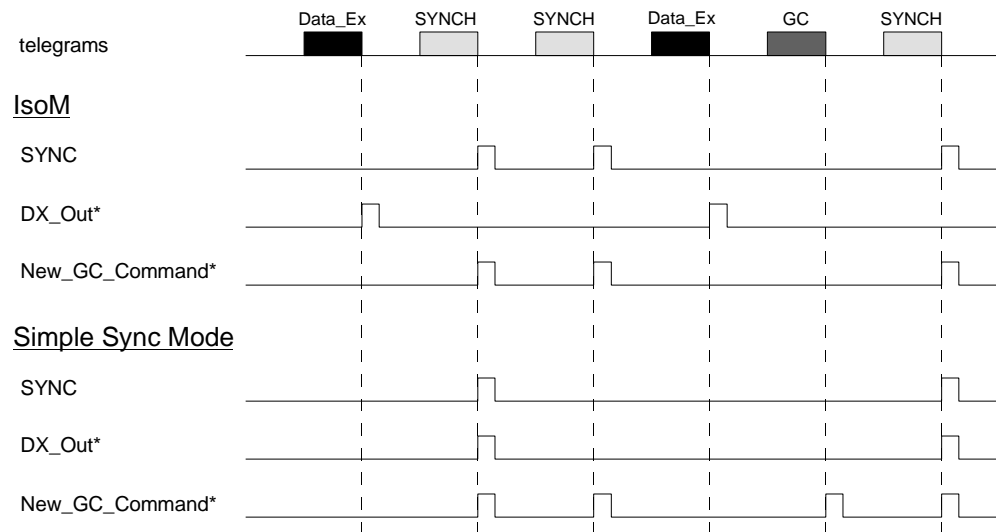 Data_Ex SYNCH SYNCH Data_Ex GC SYNCH
telegrams
IsoM
SYNC
DX_Out*
New_GC_Command*
Simple Sync Mode
SYNC
DX_Out*
New_GC_Command*